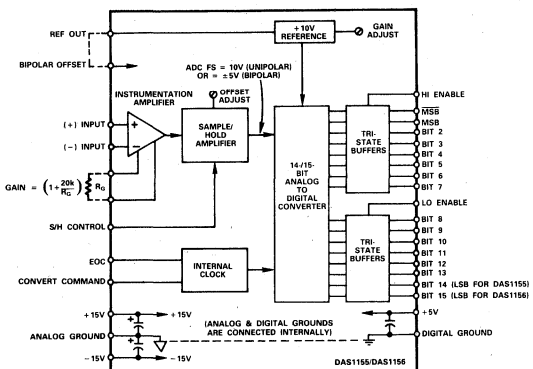 REF OUT
+10V
REFERENCE
GAIN
ADJUST
BIPOLAR OFFSET
ADC FS = 10V (UNIPOLAR)
OR = ±5V (BIPOLAR)
INSTRUMENTATION
AMPLIFIER
OFFSET
ADJUST
HI ENABLE
(+) INPUT
+
(−) INPUT
−
SAMPLE/
HOLD
AMPLIFIER
14-/15-
BIT
ANALOG
TO
DIGITAL
CONVERTER
TRI-
STATE
BUFFERS
M̅S̅B̅
MSB
BIT 2
BIT 3
BIT 4
BIT 5
BIT 6
BIT 7
GAIN = (1+20k/RG) RG
LO ENABLE
S/H CONTROL
TRI-
STATE
BUFFERS
BIT 8
BIT 9
BIT 10
BIT 11
BIT 12
BIT 13
BIT 14 (LSB FOR DAS1155)
BIT 15 (LSB FOR DAS1156)
EOC
INTERNAL
CLOCK
CONVERT COMMAND
+15V
+15V
+
+5V
(ANALOG & DIGITAL GROUNDS
ARE CONNECTED INTERNALLY)
ANALOG GROUND
+
DIGITAL GROUND
−15V
−15V
DAS1155/DAS1156